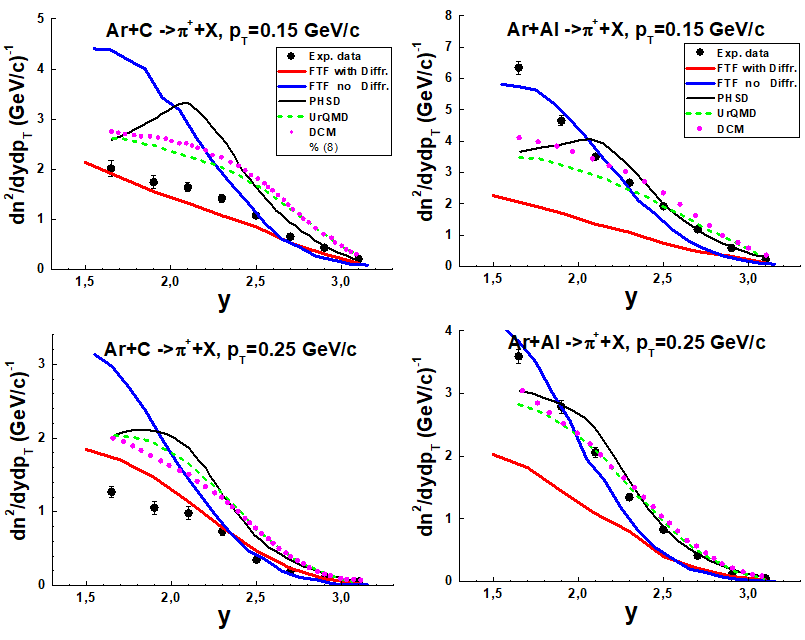 Ar+C ->π⁺+X, p_T=0.15 GeV/c
5
4
3
2
1
0
dn²/dydp_T (GeV/c)⁻¹
Exp. data
FTF with Diffr.
FTF no Diffr.
PHSD
UrQMD
DCM
% (8)
1,5 2,0 2,5 3,0
y
Ar+Al ->π⁺+X, p_T=0.15 GeV/c
8
7
6
5
4
3
2
1
0
dn²/dydp_T (GeV/c)⁻¹
Exp. data
FTF with Diffr.
FTF no Diffr.
PHSD
UrQMD
DCM
1,5 2,0 2,5 3,0
y
Ar+C ->π⁺+X, p_T=0.25 GeV/c
3
2
1
0
dn²/dydp_T (GeV/c)⁻¹
1,5 2,0 2,5 3,0
y
Ar+Al ->π⁺+X, p_T=0.25 GeV/c
4
3
2
1
0
dn²/dydp_T (GeV/c)⁻¹
1,5 2,0 2,5 3,0
y